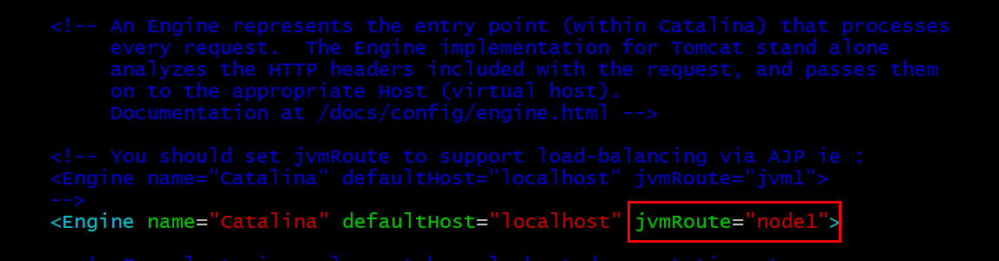 <!-- An Engine represents the entry point (within Catalina) that processes
every request.  The Engine implementation for Tomcat stand alone
analyzes the HTTP headers included with the request, and passes them
on to the appropriate Host (virtual host).
Documentation at /docs/config/engine.html -->
<!-- You should set jvmRoute to support load-balancing via AJP ie :
<Engine name="Catalina" defaultHost="localhost" jvmRoute="jvm1">
-->
<Engine name="Catalina" defaultHost="localhost" jvmRoute="node1">